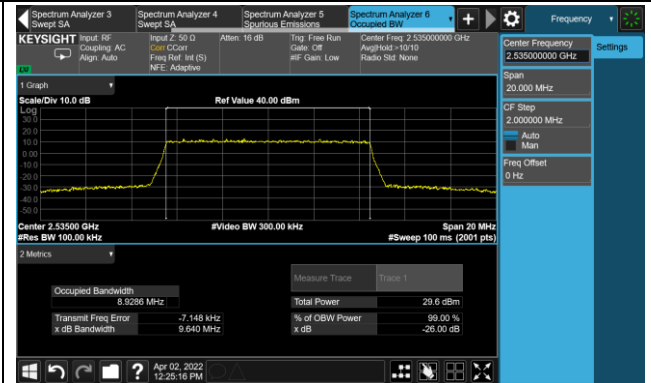 Spectrum Analyzer 3
Swept SA
Spectrum Analyzer 4
Swept SA
Spectrum Analyzer 5
Spurious Emissions
Spectrum Analyzer 6
Occupied BW
Frequency
KEYSIGHT
Input: RF
Coupling: AC
Align: Auto
Input Z: 50 Ω
Corr CCorr
Freq Ref: Int (S)
NFE: Adaptive
Atten: 16 dB
Trig: Free Run
Gate: Off
#IF Gain: Low
Center Freq: 2.535000000 GHz
Avg|Hold:>10/10
Radio Std: None
1 Graph
Scale/Div 10.0 dB
Ref Value 40.00 dBm
Log
30.0
20.0
10.0
0.00
-10.0
-20.0
-30.0
-40.0
-50.0
Center 2.53500 GHz
#Res BW 100.00 kHz
#Video BW 300.00 kHz
Span 20 MHz
#Sweep 100 ms (2001 pts)
2 Metrics
Measure Trace
Trace 1
Occupied Bandwidth
8.9286 MHz
Total Power
29.6 dBm
Transmit Freq Error
-7.148 kHz
% of OBW Power
99.00 %
x dB Bandwidth
9.640 MHz
x dB
-26.00 dB
Center Frequency
2.535000000 GHz
Settings
Span
20.000 MHz
CF Step
2.000000 MHz
Auto
Man
Freq Offset
0 Hz
Apr 02, 2022
12:25:16 PM